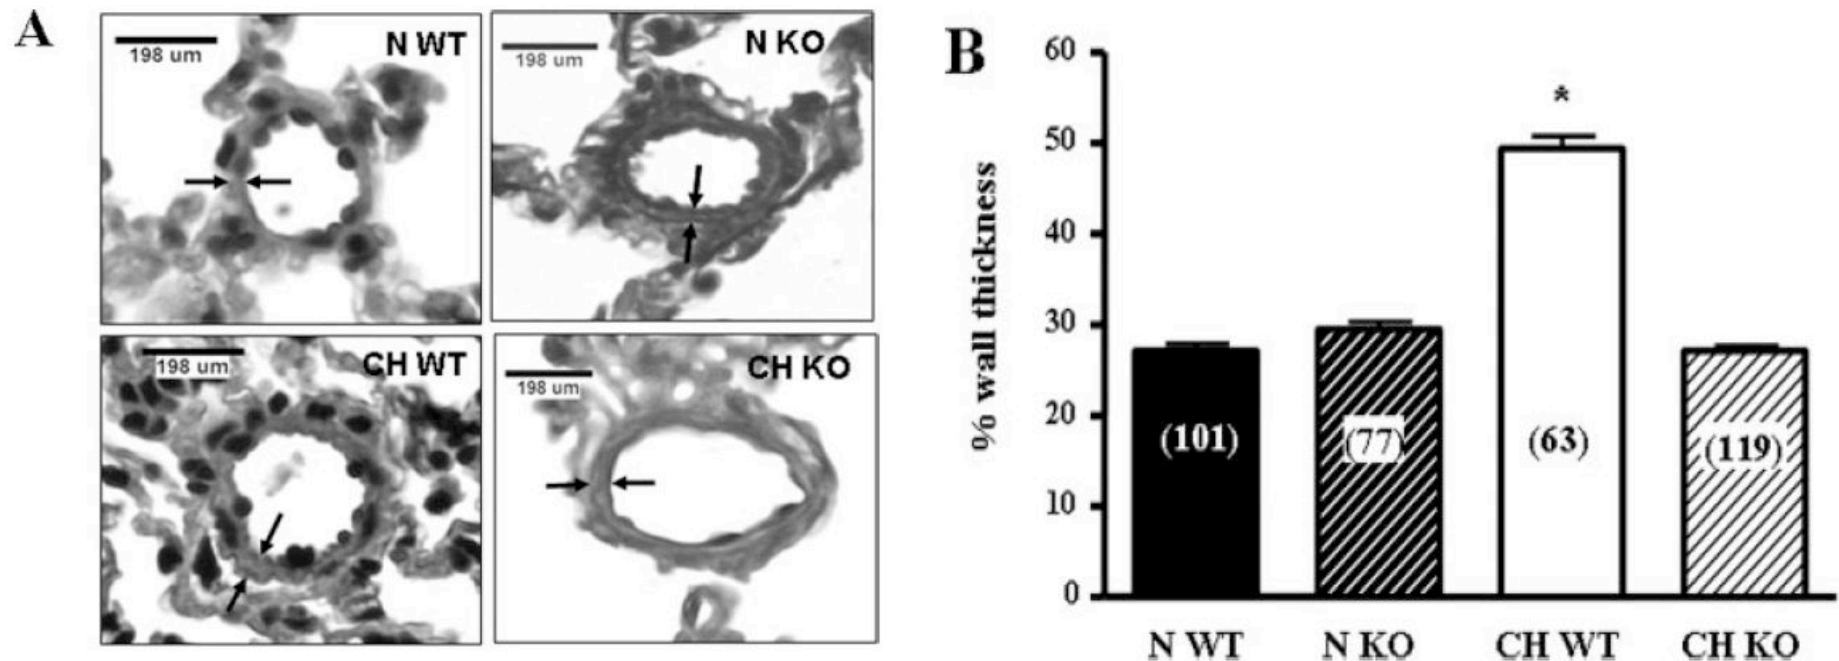 A
N WT
198 um
N KO
198 um
CH WT
198 um
CH KO
198 um
B
*
% wall thickness
60
50
40
30
20
10
0
(101)
(77)
(63)
(119)
N WT
N KO
CH WT
CH KO